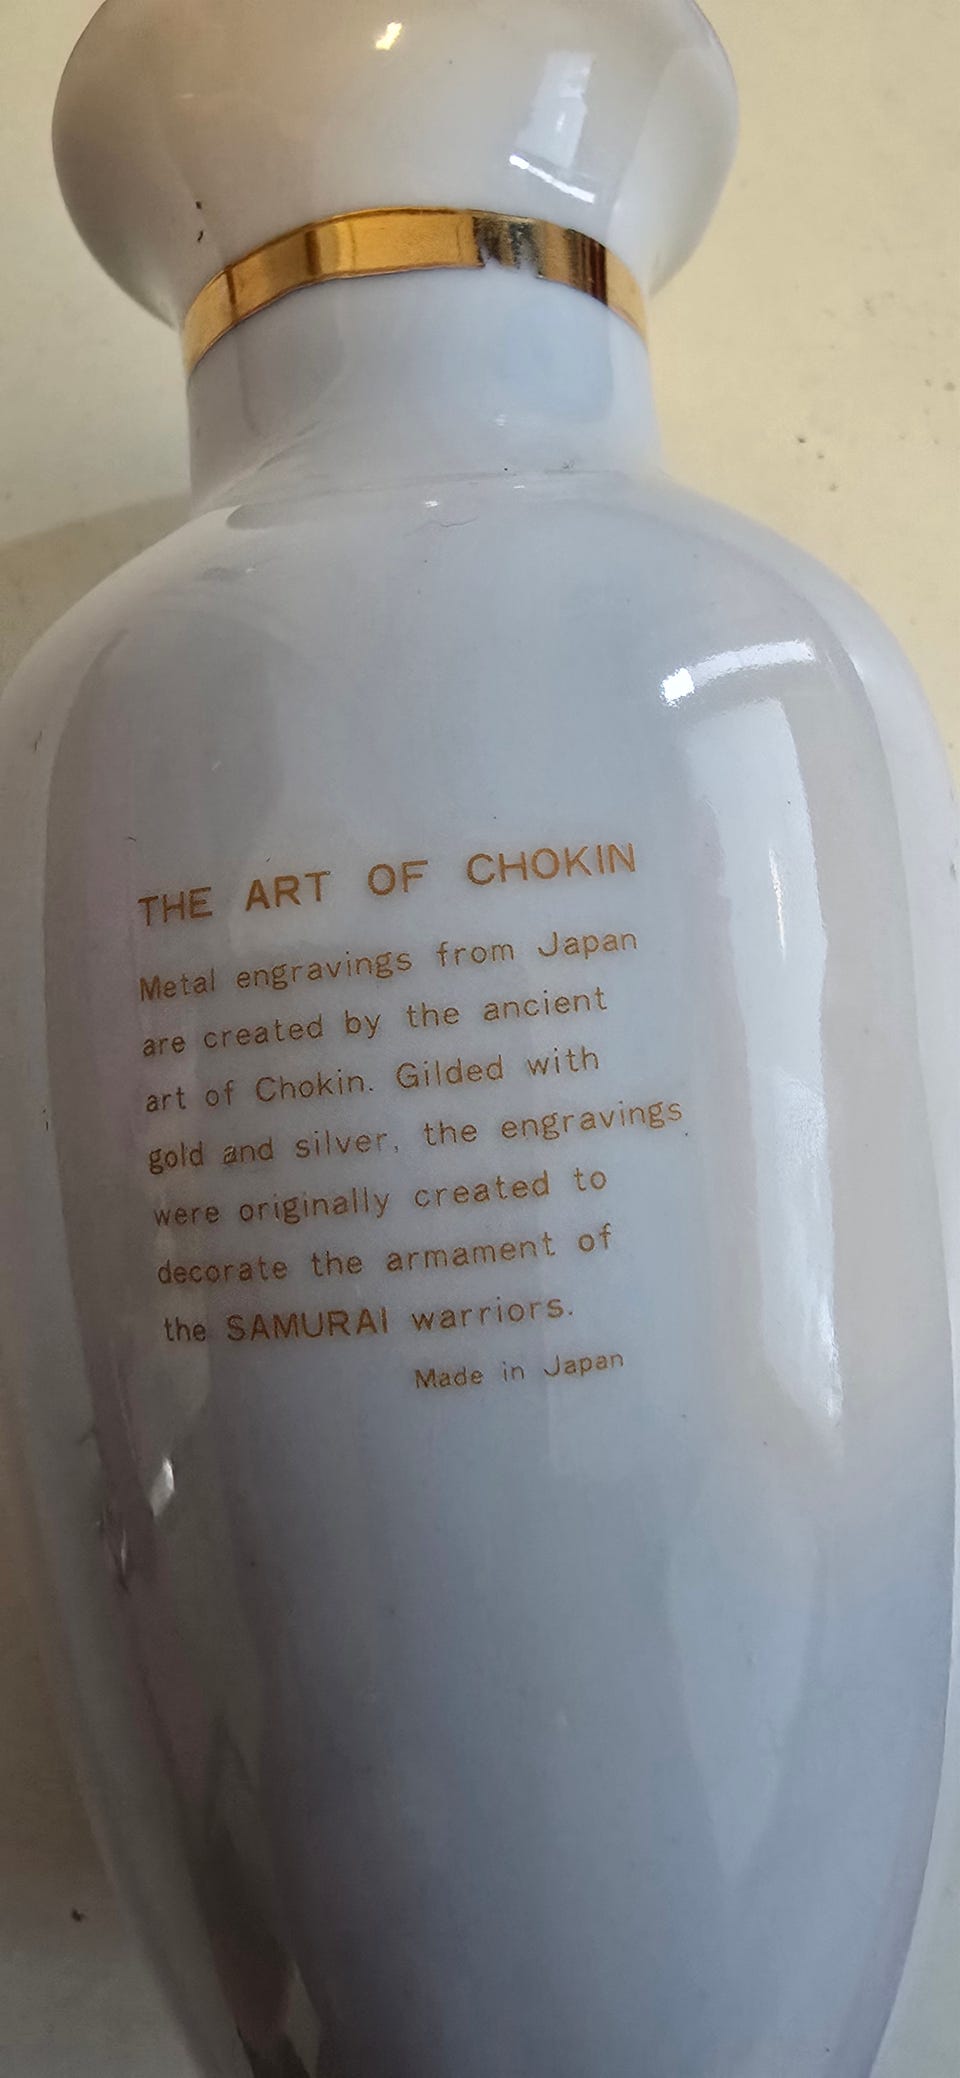 THE ART OF CHOKIN
Metal engravings from Japan
are created by the ancient
art of Chokin. Gilded with
gold and silver, the engravings
were originally created to
decorate the armament of
the SAMURAI warriors.
Made in Japan